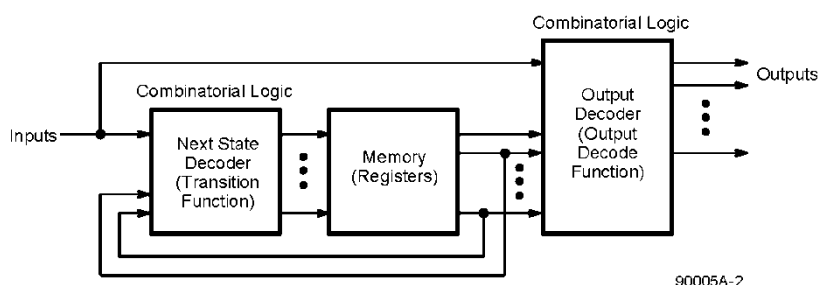 Combinatorial Logic
Combinatorial Logic
Inputs
Next State
Decoder
(Transition
Function)
Memory
(Registers)
Output
Decoder
(Output
Decode
Function)
Outputs
90005A-2